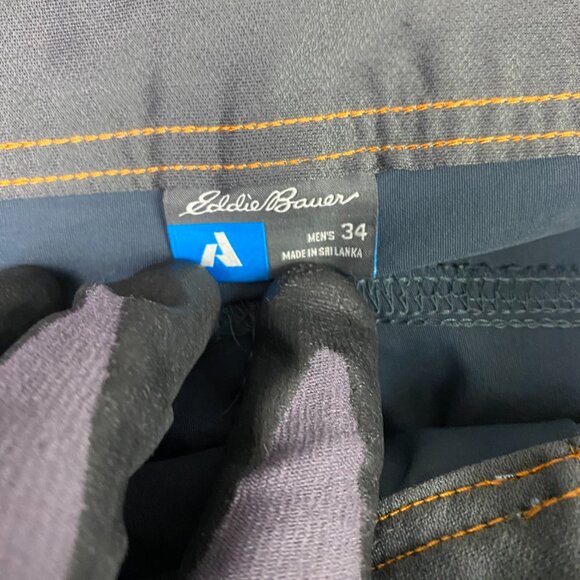 Eddie Bauer
MEN'S 34
MADE IN SRI LANKA